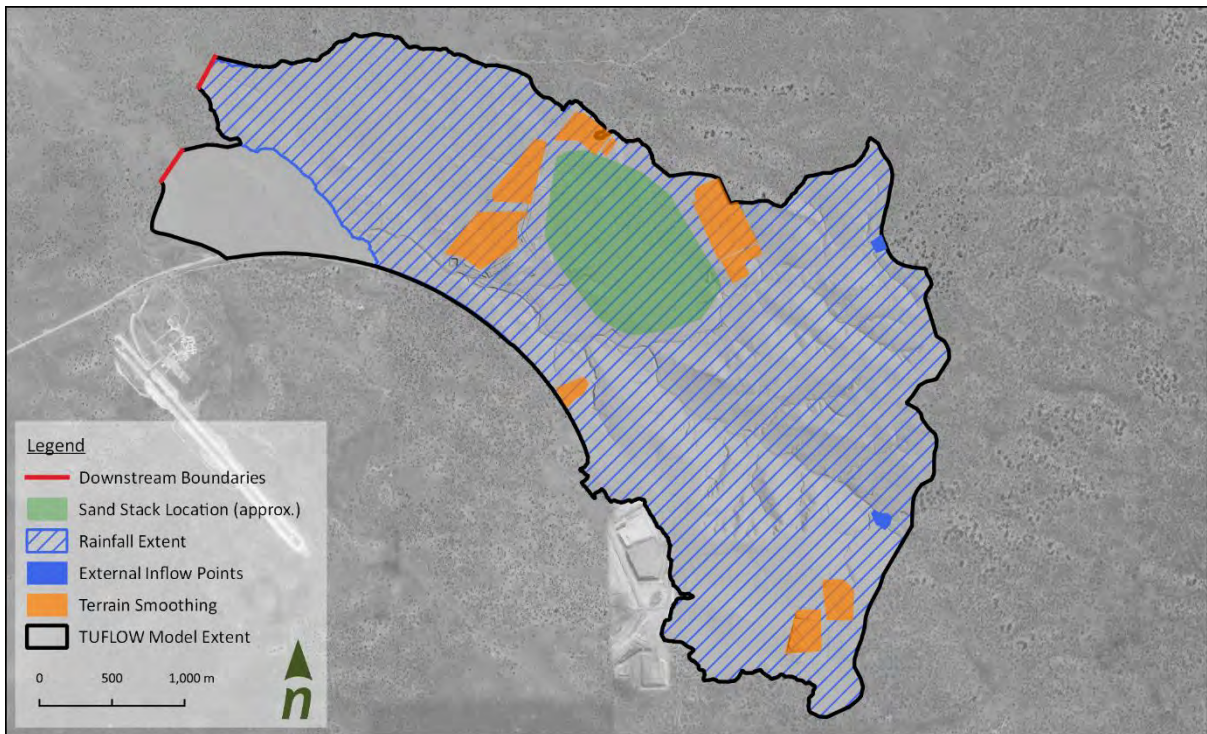 Legend
Downstream Boundaries
Sand Stack Location (approx.)
Rainfall Extent
External Inflow Points
Terrain Smoothing
TUFLOW Model Extent
0 500 1,000 m
n